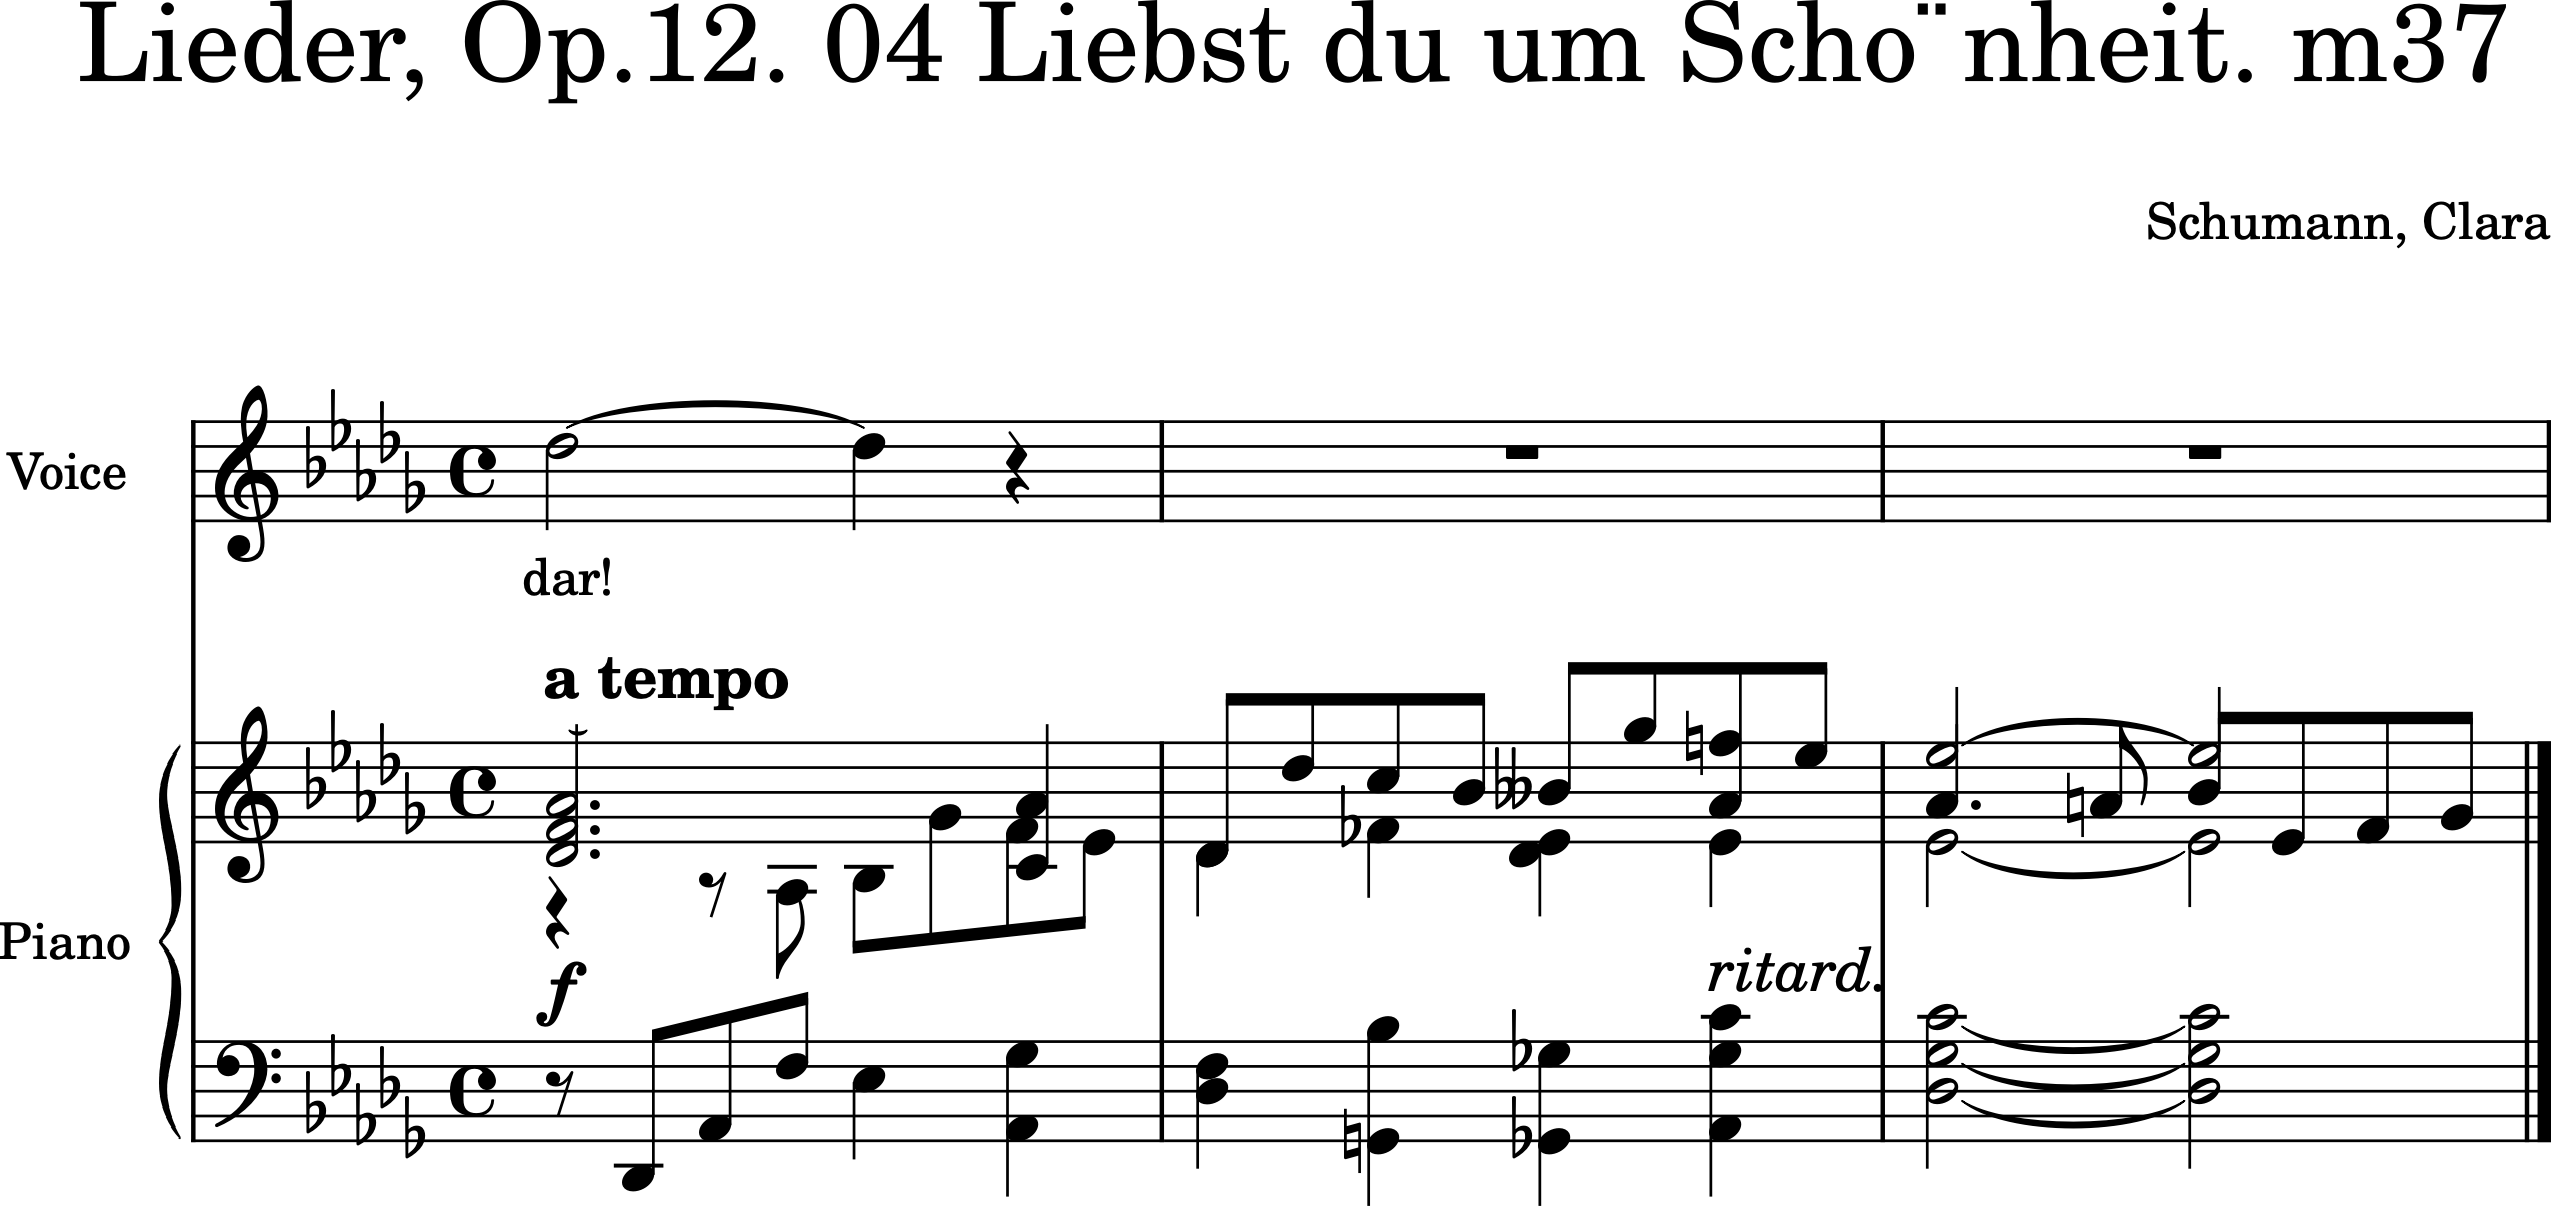 Lieder, Op.12. 04 Liebst du um Scho¨nheit. m37
Schumann, Clara
Voice
dar!
a tempo
Piano
f
ritard.